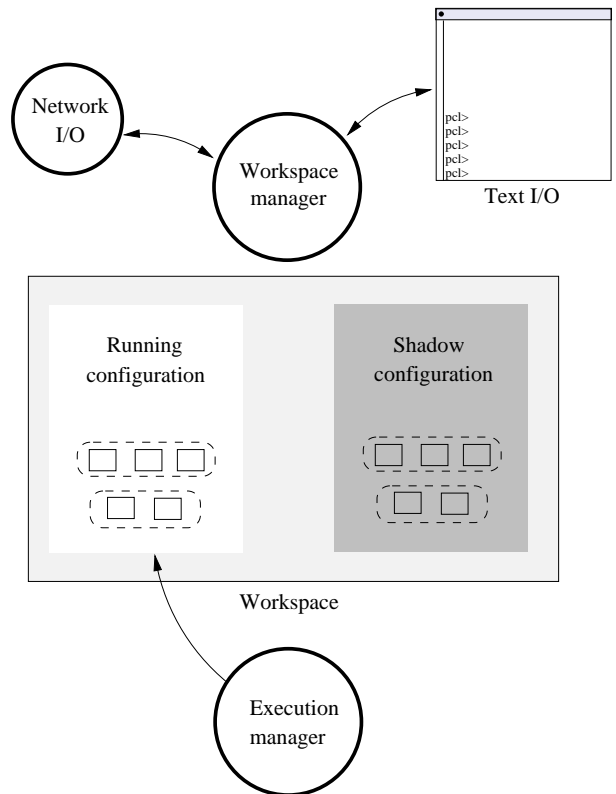 Network
I/O
Workspace
manager
pcl>
pcl>
pcl>
pcl>
pcl>
Text I/O
Running
configuration
Shadow
configuration
Workspace
Execution
manager